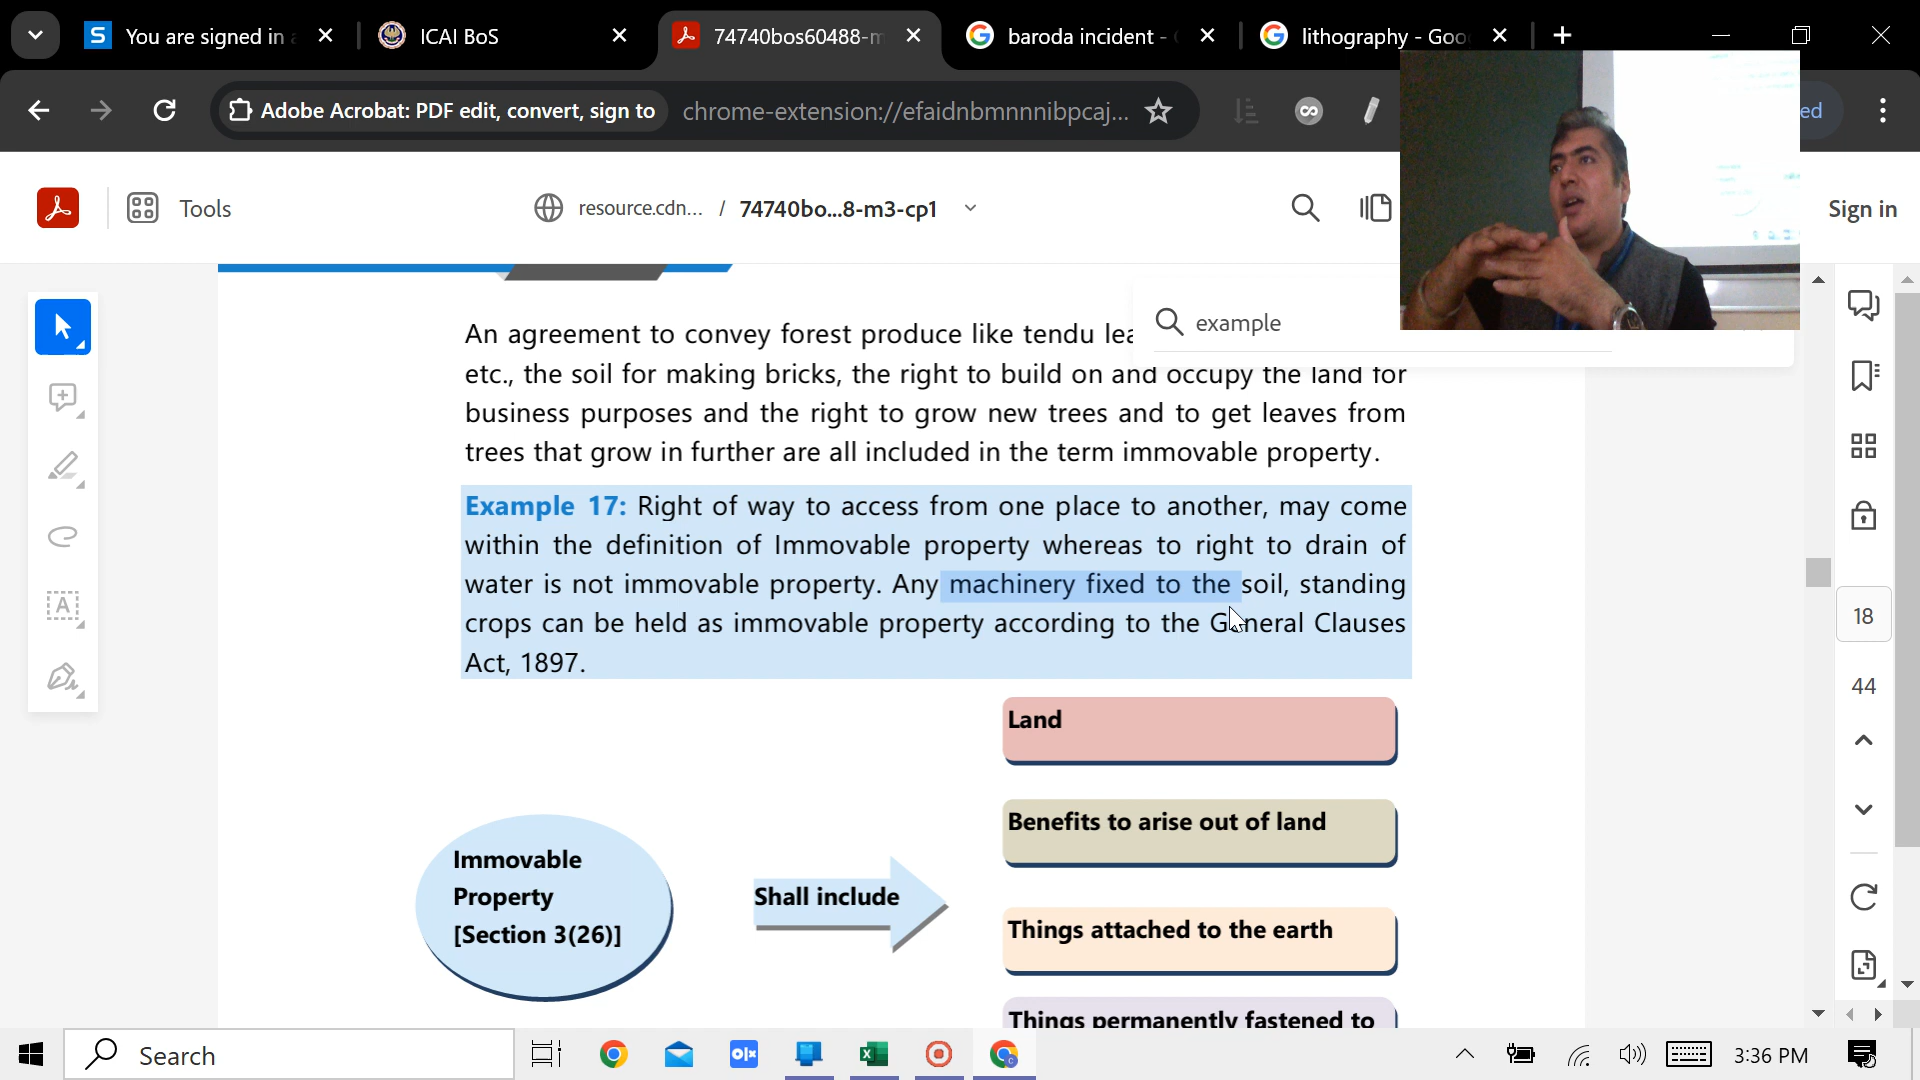 You are signed in
ICAI BoS
74740bos60488-m
baroda incident -
lithography - Goo
Adobe Acrobat: PDF edit, convert, sign to
chrome-extension://efaidnbmnnnibpcaj...
ed
Tools
resource.cdn... / 74740bo...8-m3-cp1
Sign in
example
An agreement to convey forest produce like tendu lea
etc., the soil for making bricks, the right to build on and occupy the land for
business purposes and the right to grow new trees and to get leaves from
trees that grow in further are all included in the term immovable property.
Example 17: Right of way to access from one place to another, may come
within the definition of Immovable property whereas to right to drain of
water is not immovable property. Any machinery fixed to the soil, standing
crops can be held as immovable property according to the General Clauses
Act, 1897.
Land
Benefits to arise out of land
Immovable
Property
[Section 3(26)]
Shall include
Things attached to the earth
Things permanently fastened to
18
44
Search
3:36 PM